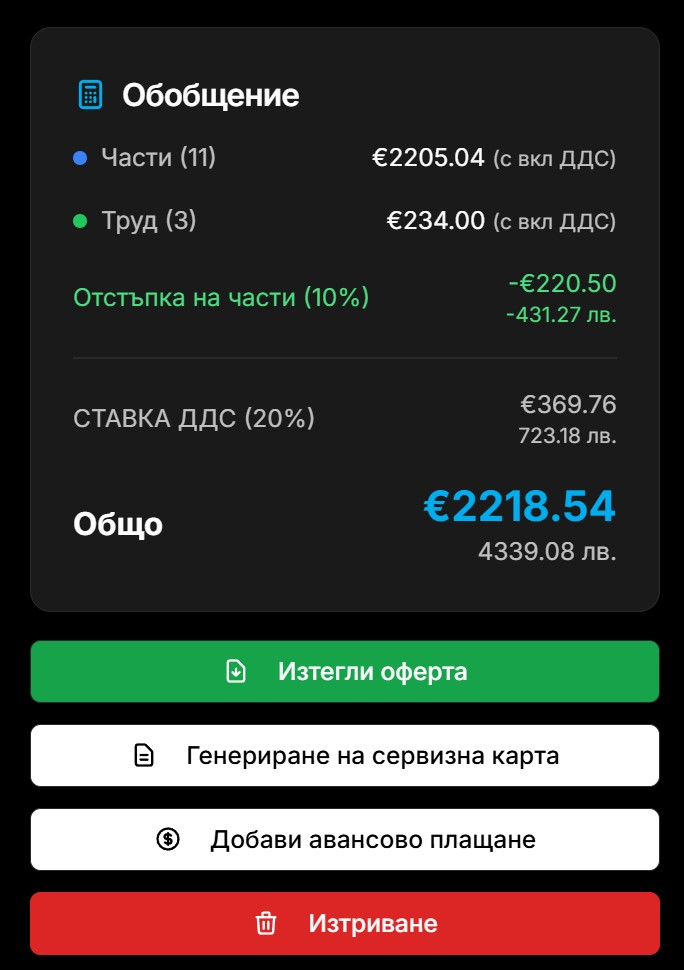 Обобщение
Части (11) €2205.04 (с вкл ДДС)
Труд (3) €234.00 (с вкл ДДС)
Отстъпка на части (10%) -€220.50
-431.27 лв.
СТАВКА ДДС (20%) €369.76
723.18 лв.
Общо €2218.54
4339.08 лв.
Изтегли оферта
Генериране на сервизна карта
Добави авансово плащане
Изтриване